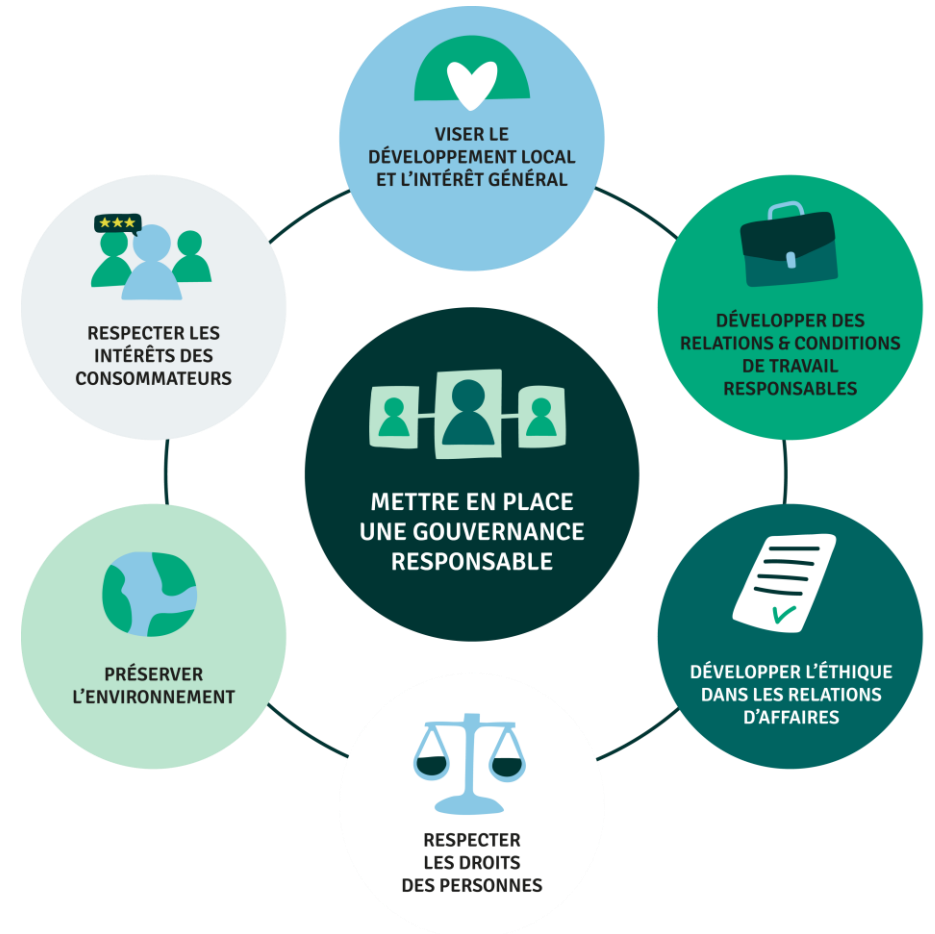 VISER LE
DÉVELOPPEMENT LOCAL
ET L'INTÉRÊT GÉNÉRAL
DÉVELOPPER DES
RELATIONS & CONDITIONS
DE TRAVAIL
RESPONSABLES
DÉVELOPPER L'ÉTHIQUE
DANS LES RELATIONS
D'AFFAIRES
RESPECTER
LES DROITS
DES PERSONNES
PRÉSERVER
L'ENVIRONNEMENT
RESPECTER LES
INTÉRÊTS DES
CONSOMMATEURS
METTRE EN PLACE
UNE GOUVERNANCE
RESPONSABLE